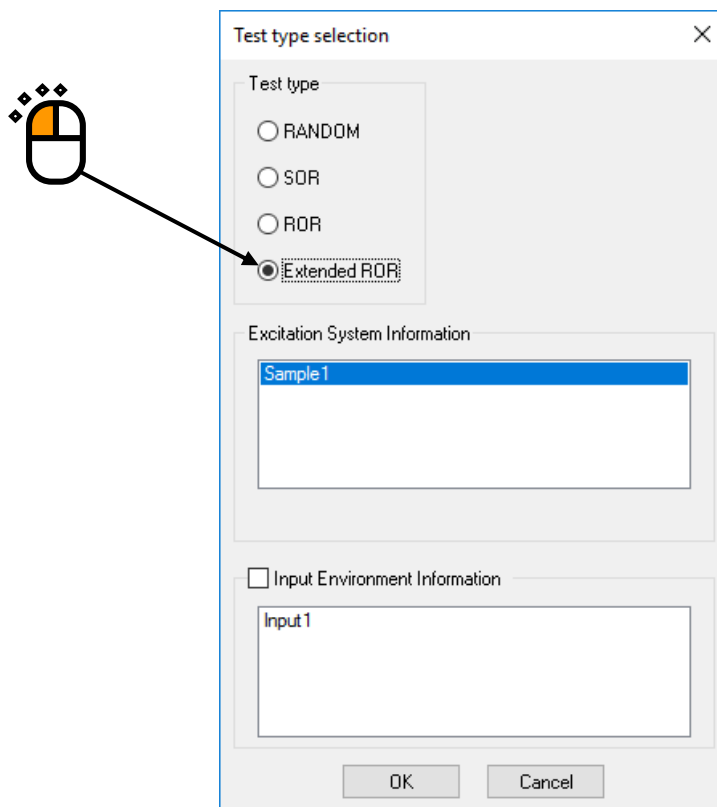 Test type selection
Test type
RANDOM
SOR
ROR
Extended ROR
Excitation System Information
Sample1
Input Environment Information
Input1
OK
Cancel